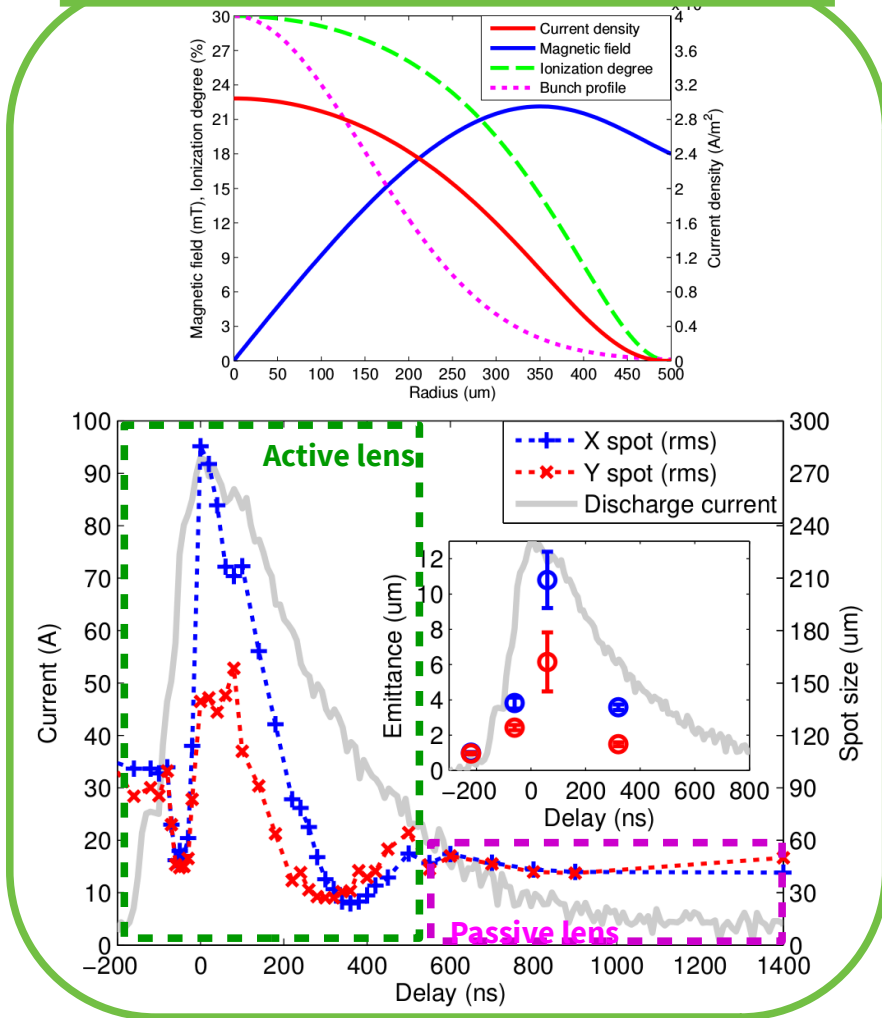 30
27
24
21
18
15
12
9
6
3
0
Magnetic field (mT), Ionization degree (%)
Current density
Magnetic field
Ionization degree
Bunch profile
4
3.6
3.2
2.8
2.4
2
1.6
1.2
0.8
0.4
0
Current density (A/m²)
0 50 100 150 200 250 300 350 400 450 500
Radius (um)
100
90
80
70
60
50
40
30
20
10
0
Current (A)
Active lens
X spot (rms)
Y spot (rms)
Discharge current
300
270
240
210
180
150
120
90
60
30
0
Spot size (um)
12
10
8
6
4
2
0
Emittance (um)
−200 0 200 400 600 800
Delay (ns)
Passive lens
−200 0 200 400 600 800 1000 1200 1400
Delay (ns)